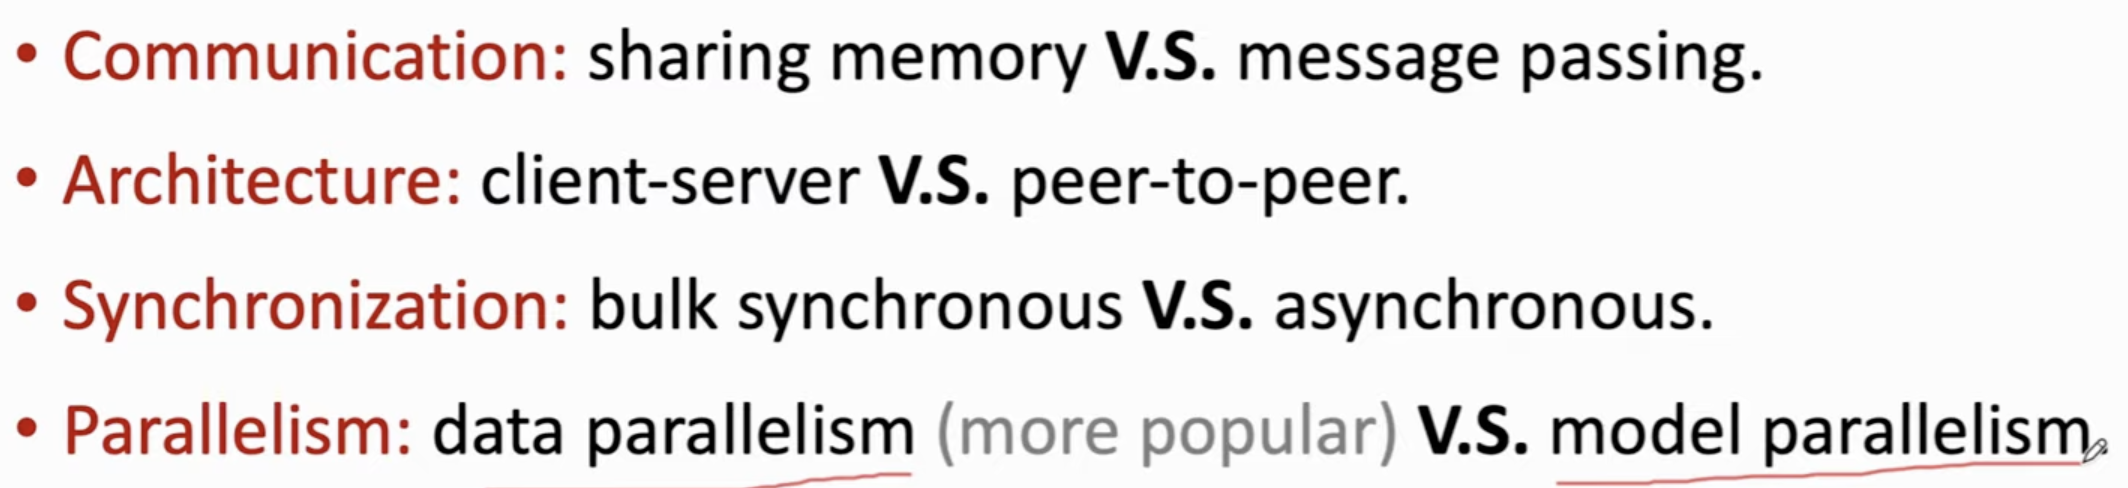 • Communication: sharing memory V.S. message passing.
• Architecture: client-server V.S. peer-to-peer.
• Synchronization: bulk synchronous V.S. asynchronous.
• Parallelism: data parallelism (more popular) V.S. model parallelism.